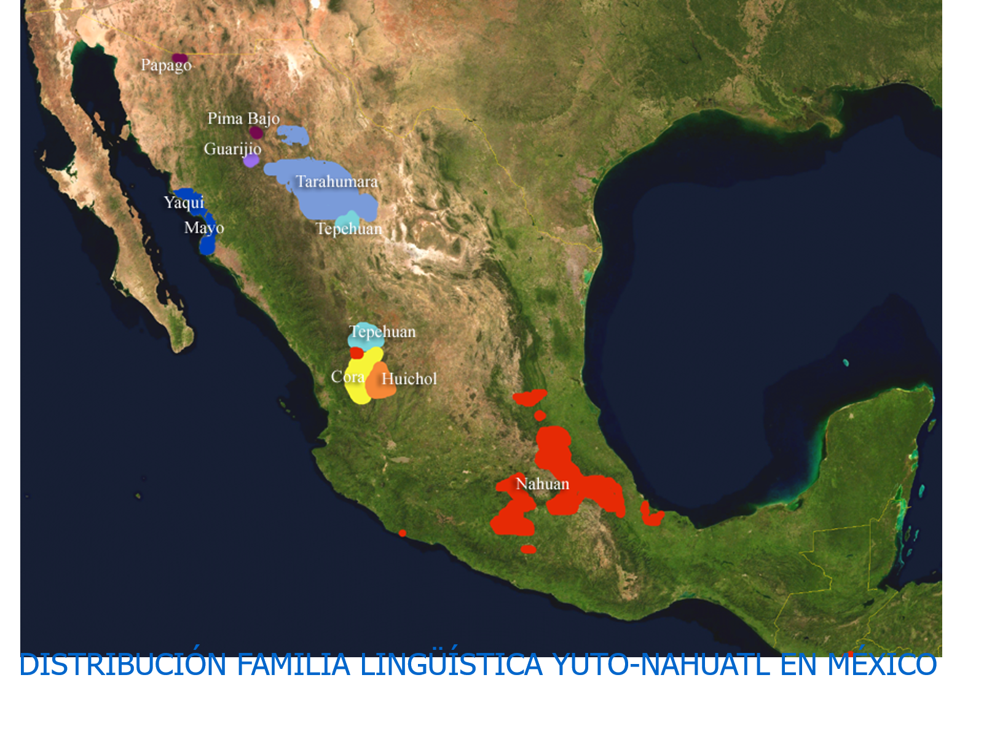 Papago
Pima Bajo
Guarijio
Tarahumara
Yaqui
Mayo
Tepehuan
Tepehuan
Cora
Huichol
Nahuan
DISTRIBUCIÓN FAMILIA LINGÜÍSTICA YUTO-NAHUATL EN MÉXICO